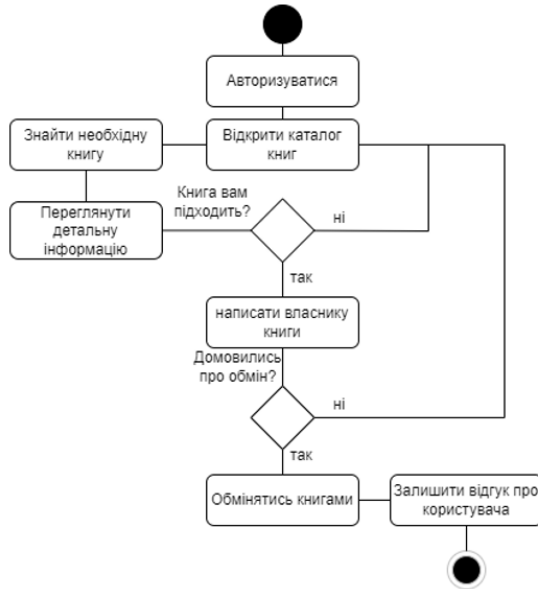 Авторизуватися
Відкрити каталог
книг
Знайти необхідну
книгу
Переглянути
детальну
інформацію
Книга вам
підходить?
ні
так
написати власнику
книги
Домовились
про обмін?
ні
так
Обмінятись книгами
Залишити відгук про
користувача